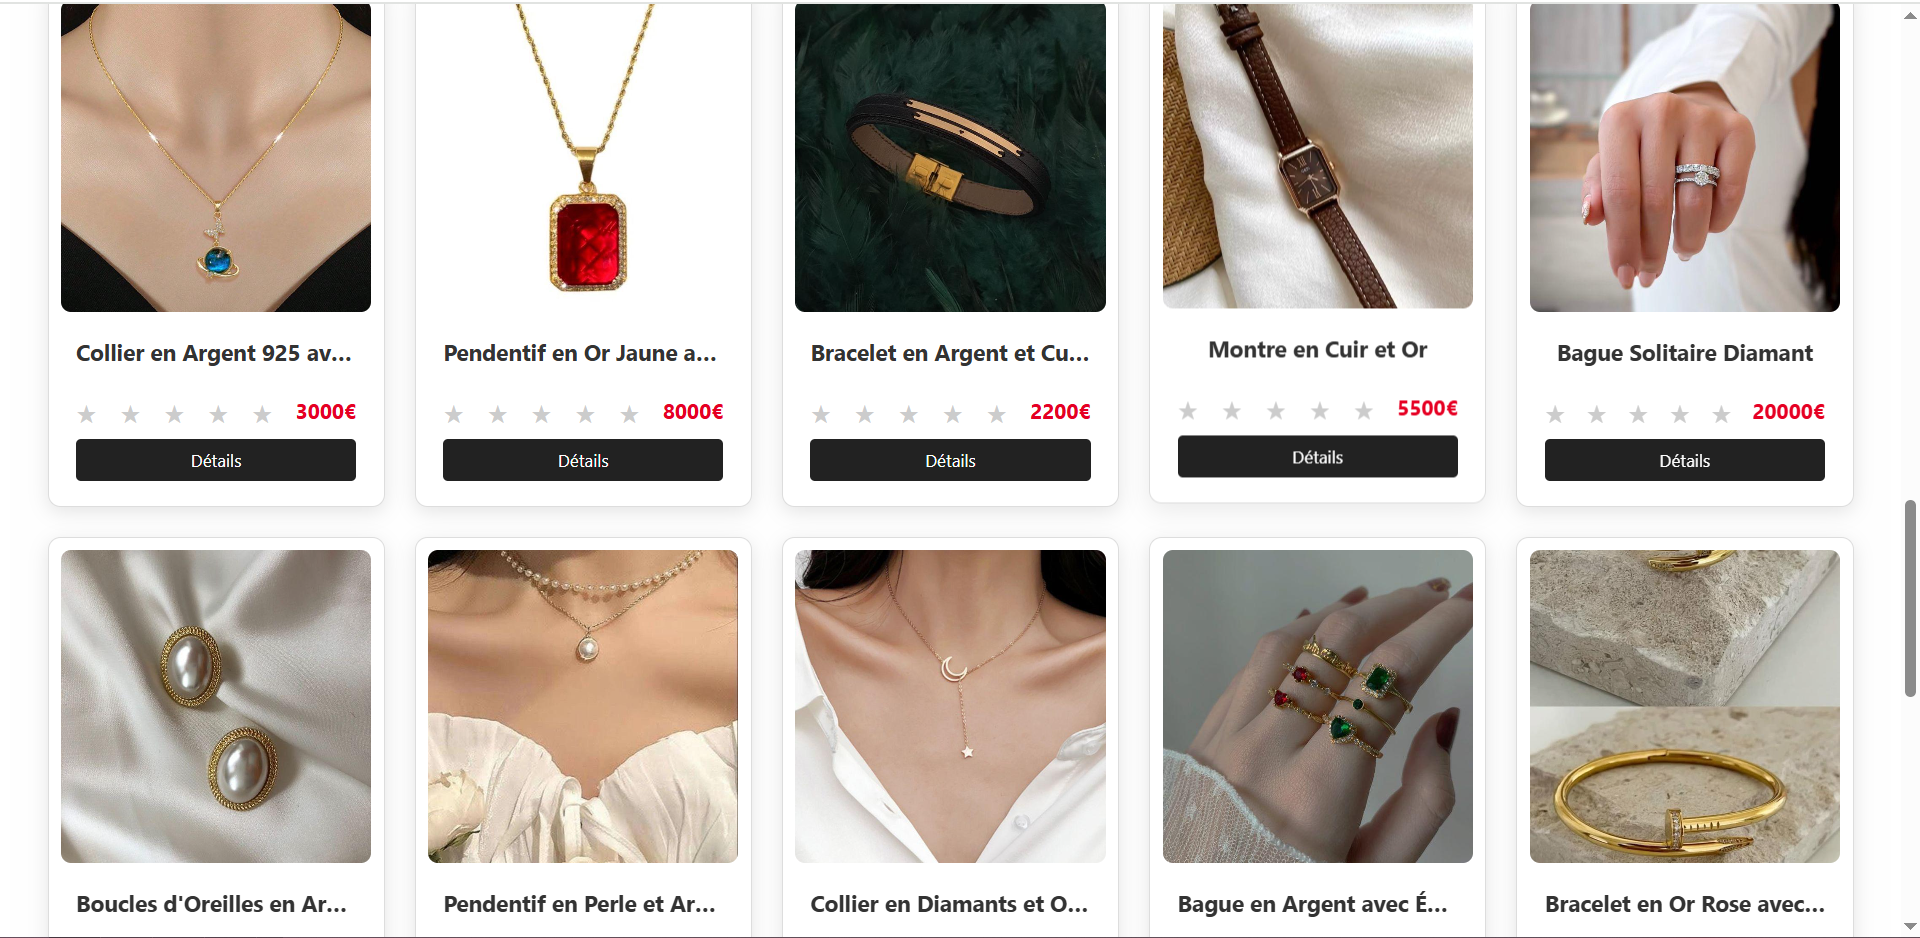 Collier en Argent 925 av...
Pendentif en Or Jaune a...
Bracelet en Argent et Cu...
Montre en Cuir et Or
Bague Solitaire Diamant
★ ★ ★ ★ ★ 3000€
★ ★ ★ ★ ★ 8000€
★ ★ ★ ★ ★ 2200€
★ ★ ★ ★ ★ 5500€
★ ★ ★ ★ ★ 20000€
Détails
Détails
Détails
Détails
Détails
Boucles d'Oreilles en Ar...
Pendentif en Perle et Ar...
Collier en Diamants et O...
Bague en Argent avec É...
Bracelet en Or Rose avec...